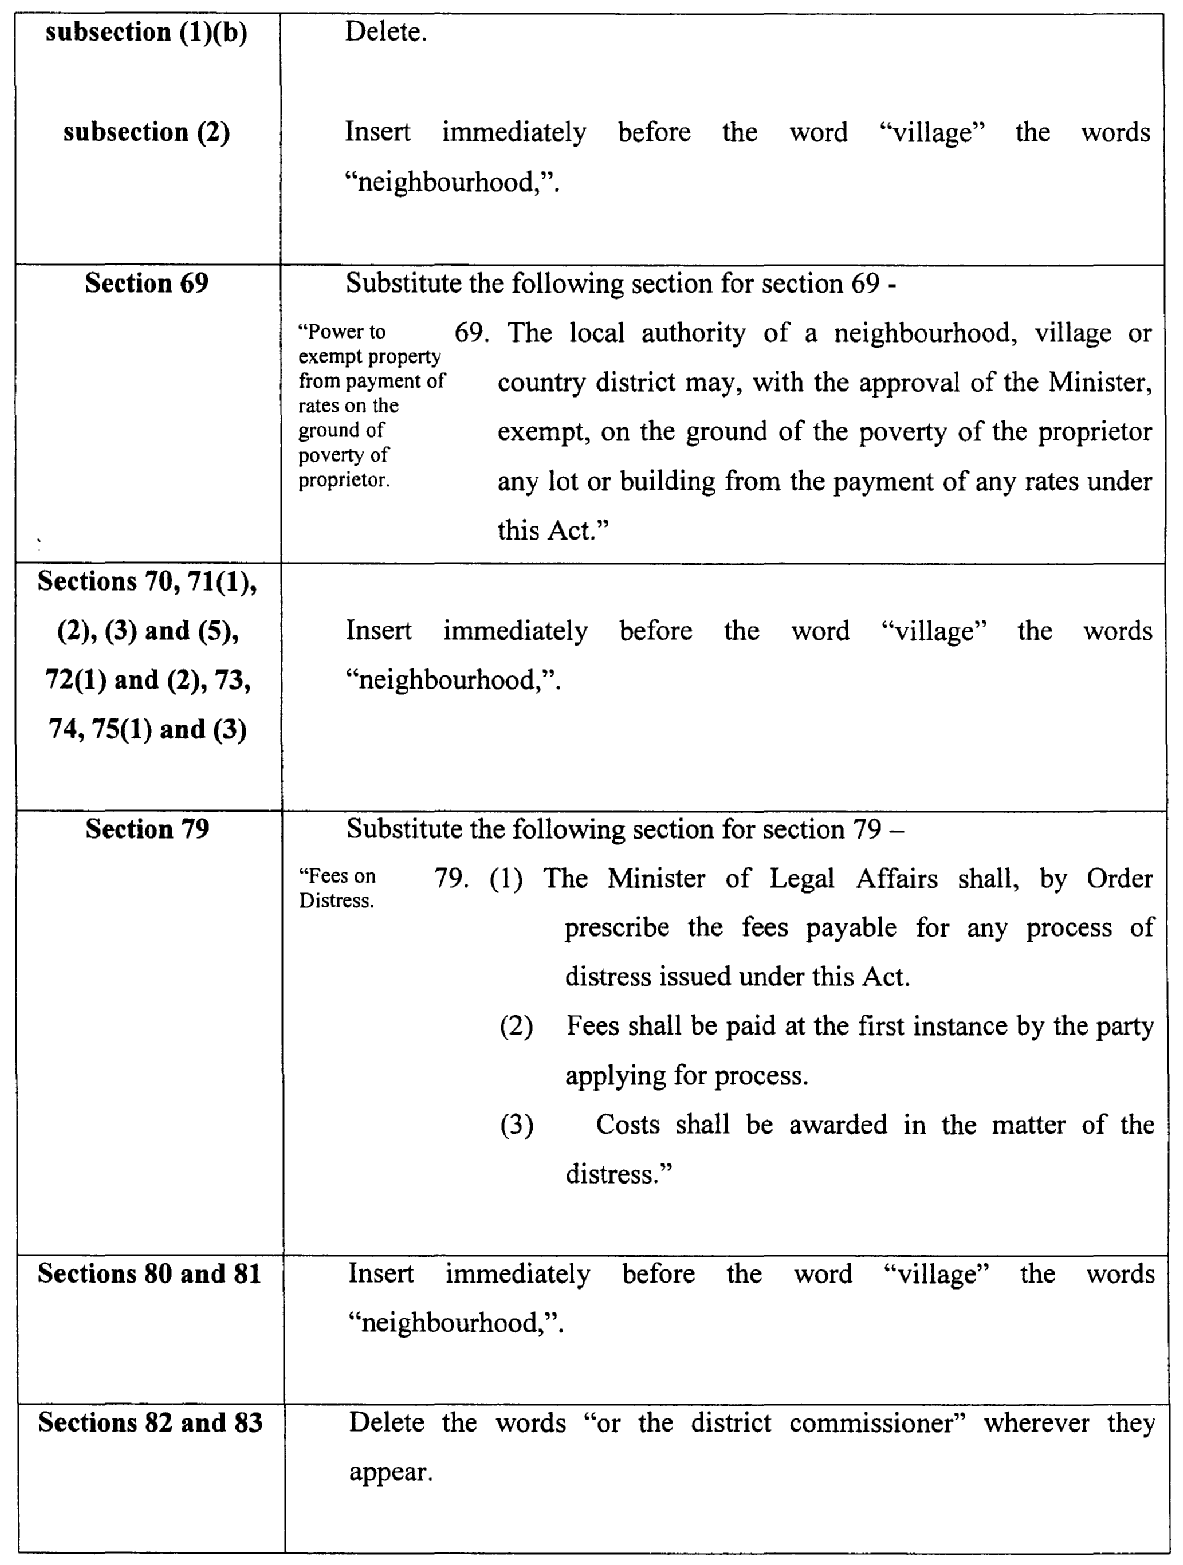 subsection (1)(b) Delete.
subsection (2) Insert immediately before the word “village” the words
“neighbourhood,”.
Section 69 Substitute the following section for section 69 -
“Power to
exempt property
from payment of
rates on the
ground of
poverty of
proprietor.
69. The local authority of a neighbourhood, village or
country district may, with the approval of the Minister,
exempt, on the ground of the poverty of the proprietor
any lot or building from the payment of any rates under
this Act.”
Sections 70, 71(1),
(2), (3) and (5),
72(1) and (2), 73,
74, 75(1) and (3)
Insert immediately before the word “village” the words
“neighbourhood,”.
Section 79 Substitute the following section for section 79 –
“Fees on
Distress.
79. (1) The Minister of Legal Affairs shall, by Order
prescribe the fees payable for any process of
distress issued under this Act.
(2) Fees shall be paid at the first instance by the party
applying for process.
(3) Costs shall be awarded in the matter of the
distress.”
Sections 80 and 81 Insert immediately before the word “village” the words
“neighbourhood,”.
Sections 82 and 83 Delete the words “or the district commissioner” wherever they
appear.